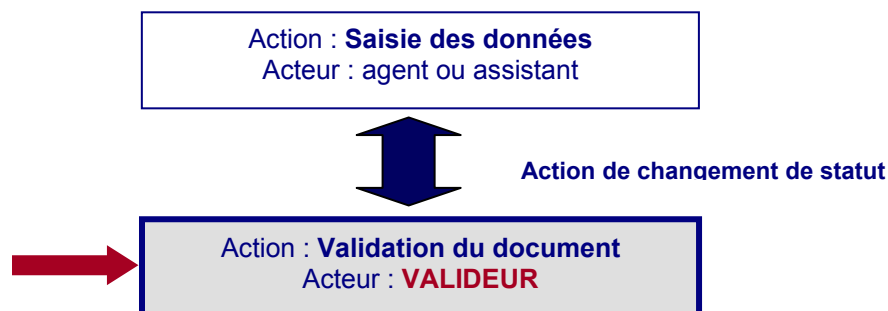 Action : Saisie des données
Acteur : agent ou assistant
Action de changement de statut
Action : Validation du document
Acteur : VALIDEUR